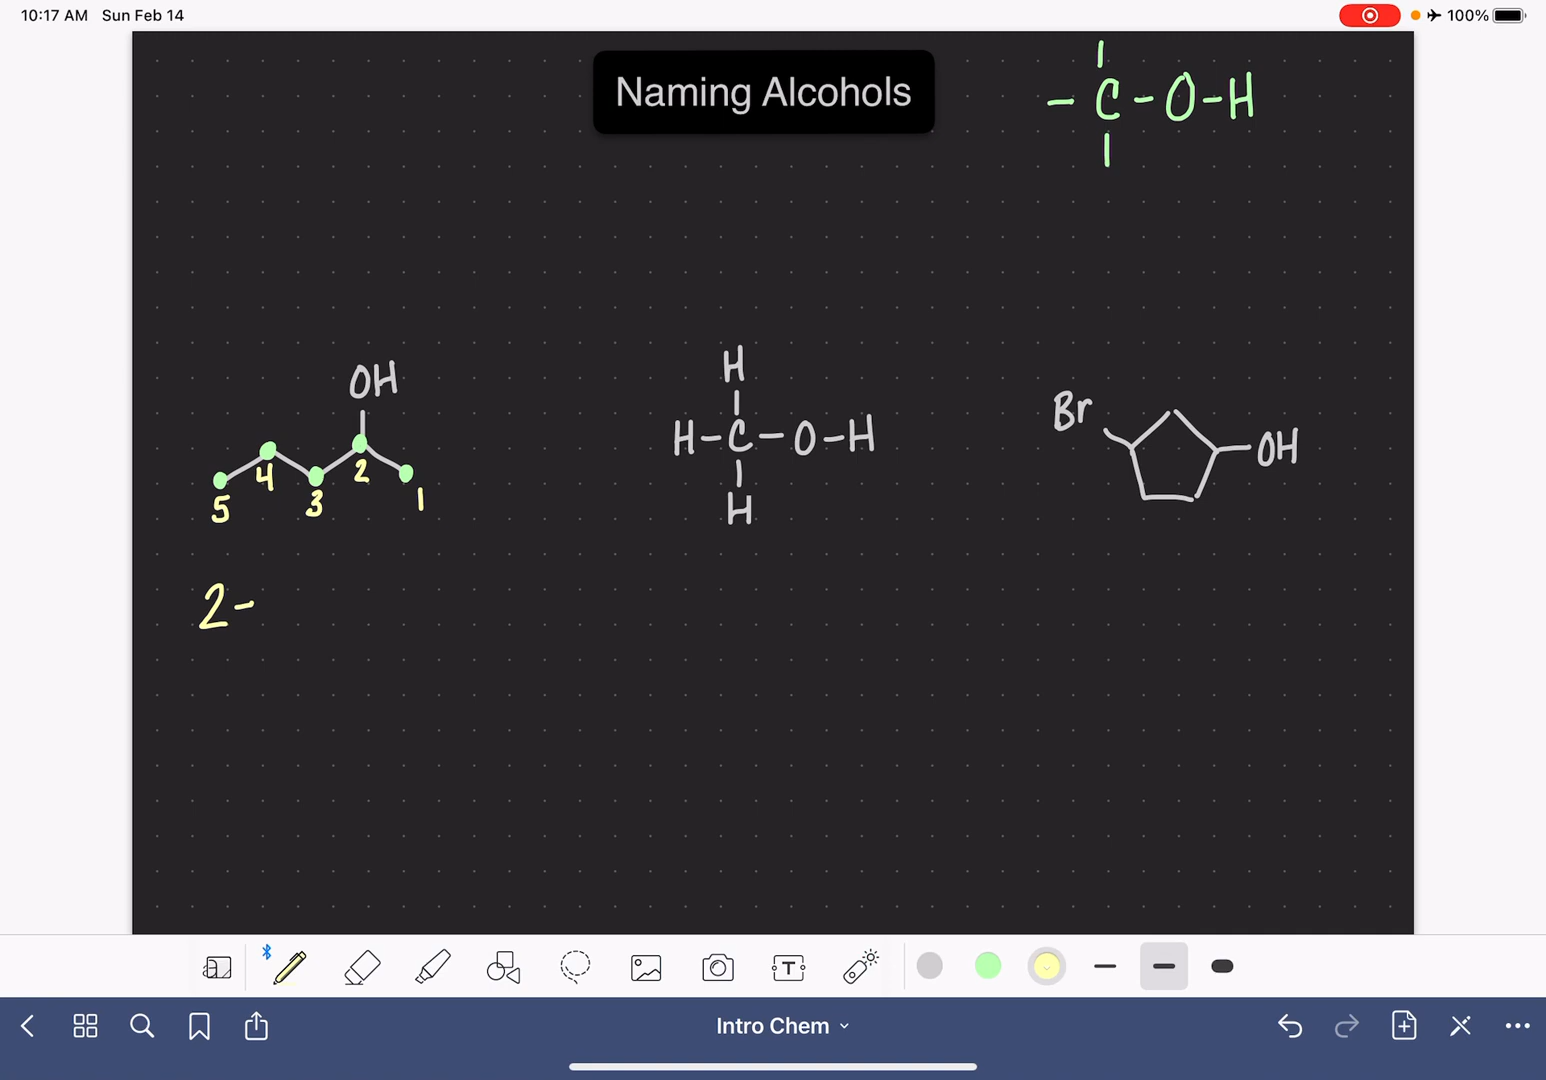 10:17 AM Sun Feb 14
100%
Naming Alcohols
- C - O - H
OH
5 4 3 2 1
2-
H
H - C - O - H
H
Br
OH
T
Intro Chem